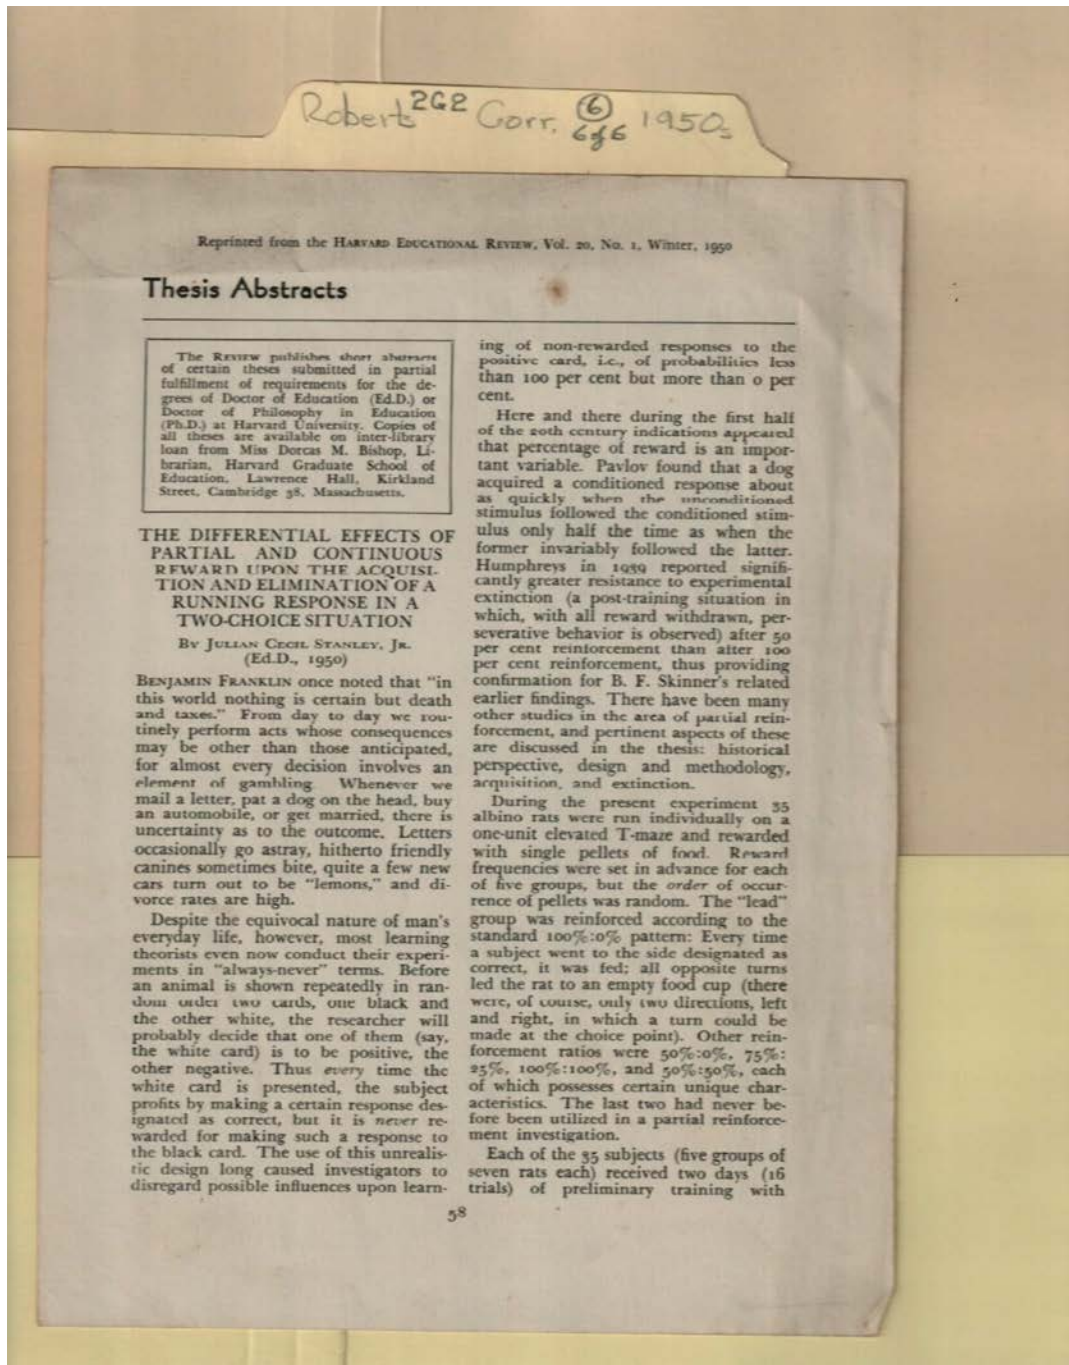 Roberts 2G2 Corr. 6 1950s
6 of 6
Reprinted from the HARVARD EDUCATIONAL REVIEW, Vol. 20, No. 1, Winter, 1950
Thesis Abstracts
The REVIEW publishes short abstracts
of certain theses submitted in partial
fulfillment of requirements for the de-
grees of Doctor of Education (Ed.D.) or
Doctor of Philosophy in Education
(Ph.D.) at Harvard University. Copies of
all theses are available on inter-library
loan from Miss Dorcas M. Bishop, Li-
brarian, Harvard Graduate School of
Education, Lawrence Hall, Kirkland
Street, Cambridge 38, Massachusetts.
THE DIFFERENTIAL EFFECTS OF
PARTIAL AND CONTINUOUS
REWARD UPON THE ACQUISI-
TION AND ELIMINATION OF A
RUNNING RESPONSE IN A
TWO-CHOICE SITUATION
BY JULIAN CECIL STANLEY, JR.
(Ed.D., 1950)
BENJAMIN FRANKLIN once noted that "in
this world nothing is certain but death
and taxes." From day to day we rou-
tinely perform acts whose consequences
may be other than those anticipated,
for almost every decision involves an
element of gambling. Whenever we
mail a letter, pat a dog on the head, buy
an automobile, or get married, there is
uncertainty as to the outcome. Letters
occasionally go astray, hitherto friendly
canines sometimes bite, quite a few new
cars turn out to be "lemons," and di-
vorce rates are high.
Despite the equivocal nature of man's
everyday life, however, most learning
theorists even now conduct their experi-
ments in "always-never" terms. Before
an animal is shown repeatedly in ran-
dom order two cards, one black and
the other white, the researcher will
probably decide that one of them (say,
the white card) is to be positive, the
other negative. Thus every time the
white card is presented, the subject
profits by making a certain response des-
ignated as correct, but it is never re-
warded for making such a response to
the black card. The use of this unrealis-
tic design long caused investigators to
disregard possible influences upon learn-
ing of non-rewarded responses to the
positive card, i.e., of probabilities less
than 100 per cent but more than 0 per
cent.
Here and there during the first half
of the 20th century indications appeared
that percentage of reward is an impor-
tant variable. Pavlov found that a dog
acquired a conditioned response about
as quickly when the unconditioned
stimulus followed the conditioned stim-
ulus only half the time as when the
former invariably followed the latter.
Humphreys in 1939 reported signifi-
cantly greater resistance to experimental
extinction (a post-training situation in
which, with all reward withdrawn, per-
severative behavior is observed) after 50
per cent reinforcement than after 100
per cent reinforcement, thus providing
confirmation for B. F. Skinner's related
earlier findings. There have been many
other studies in the area of partial rein-
forcement, and pertinent aspects of these
are discussed in the thesis: historical
perspective, design and methodology,
acquisition, and extinction.
During the present experiment 35
albino rats were run individually on a
one-unit elevated T-maze and rewarded
with single pellets of food. Reward
frequencies were set in advance for each
of five groups, but the order of occur-
rence of pellets was random. The "lead"
group was reinforced according to the
standard 100%:0% pattern: Every time
a subject went to the side designated as
correct, it was fed; all opposite turns
led the rat to an empty food cup (there
were, of course, only two directions, left
and right, in which a turn could be
made at the choice point). Other rein-
forcement ratios were 50%:0%, 75%:
25%, 100%:100%, and 50%:50%, each
of which possesses certain unique char-
acteristics. The last two had never be-
fore been utilized in a partial reinforce-
ment investigation.
Each of the 35 subjects (five groups of
seven rats each) received two days (16
trials) of preliminary training with
58